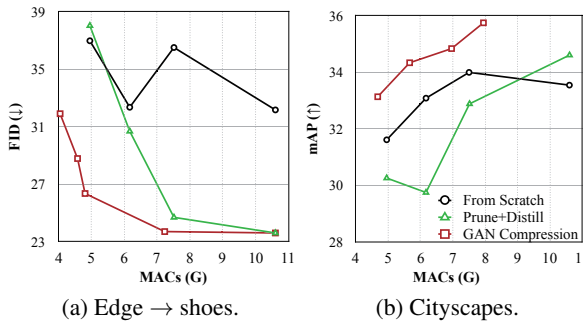 39
35
31
27
23
FID (↓)
4 5 6 7 8 9 10 11
MACs (G)
(a) Edge → shoes.
36
34
32
30
28
mAP (↑)
From Scratch
Prune+Distill
GAN Compression
4 5 6 7 8 9 10 1
MACs (G)
(b) Cityscapes.